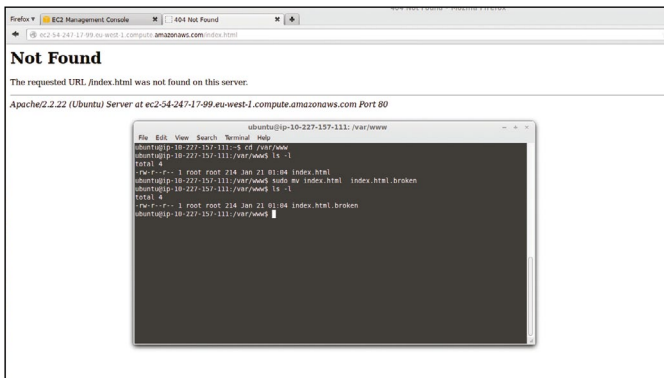 404 Not Found - Mozilla Firefox
Firefox EC2 Management Console 404 Not Found
ec2-54-247-17-99.eu-west-1.compute.amazonaws.com/index.html
Not Found
The requested URL /index.html was not found on this server.
Apache/2.2.22 (Ubuntu) Server at ec2-54-247-17-99.eu-west-1.compute.amazonaws.com Port 80
ubuntu@ip-10-227-157-111: /var/www
File Edit View Search Terminal Help
ubuntu@ip-10-227-157-111:~$ cd /var/www
ubuntu@ip-10-227-157-111:/var/www$ ls -l
total 4
-rw-r--r-- 1 root root 214 Jan 21 01:04 index.html
ubuntu@ip-10-227-157-111:/var/www$ sudo mv index.html  index.html.broken
ubuntu@ip-10-227-157-111:/var/www$ ls -l
total 4
-rw-r--r-- 1 root root 214 Jan 21 01:04 index.html.broken
ubuntu@ip-10-227-157-111:/var/www$